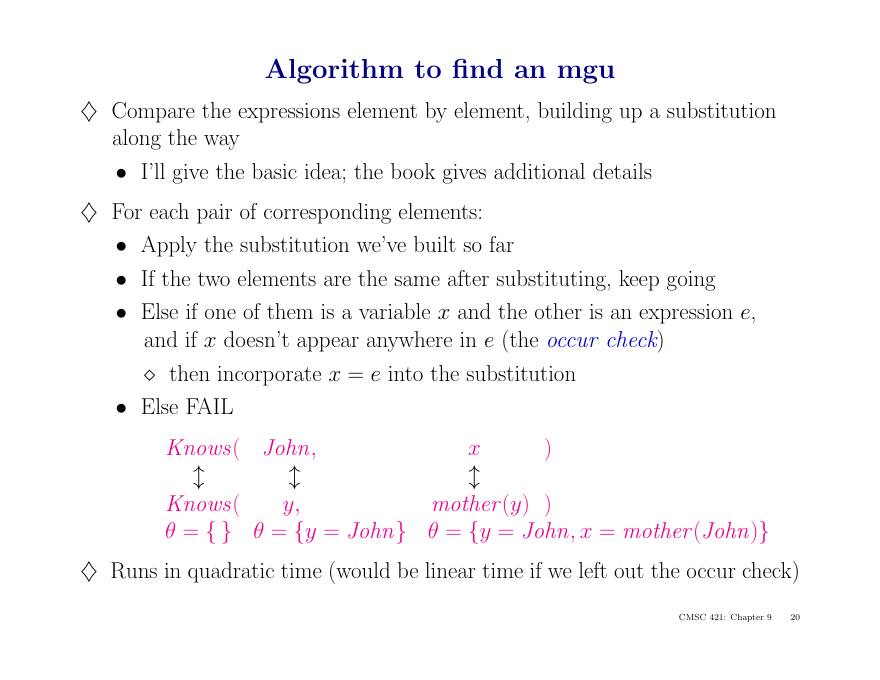 Algorithm to find an mgu
♢ Compare the expressions element by element, building up a substitution
along the way
• I'll give the basic idea; the book gives additional details
♢ For each pair of corresponding elements:
• Apply the substitution we've built so far
• If the two elements are the same after substituting, keep going
• Else if one of them is a variable x and the other is an expression e,
and if x doesn't appear anywhere in e (the occur check)
⋄ then incorporate x = e into the substitution
• Else FAIL
Knows( John, x )
↕ ↕ ↕
Knows( y, mother(y) )
θ = { } θ = {y = John} θ = {y = John, x = mother(John)}
♢ Runs in quadratic time (would be linear time if we left out the occur check)
CMSC 421: Chapter 9 20